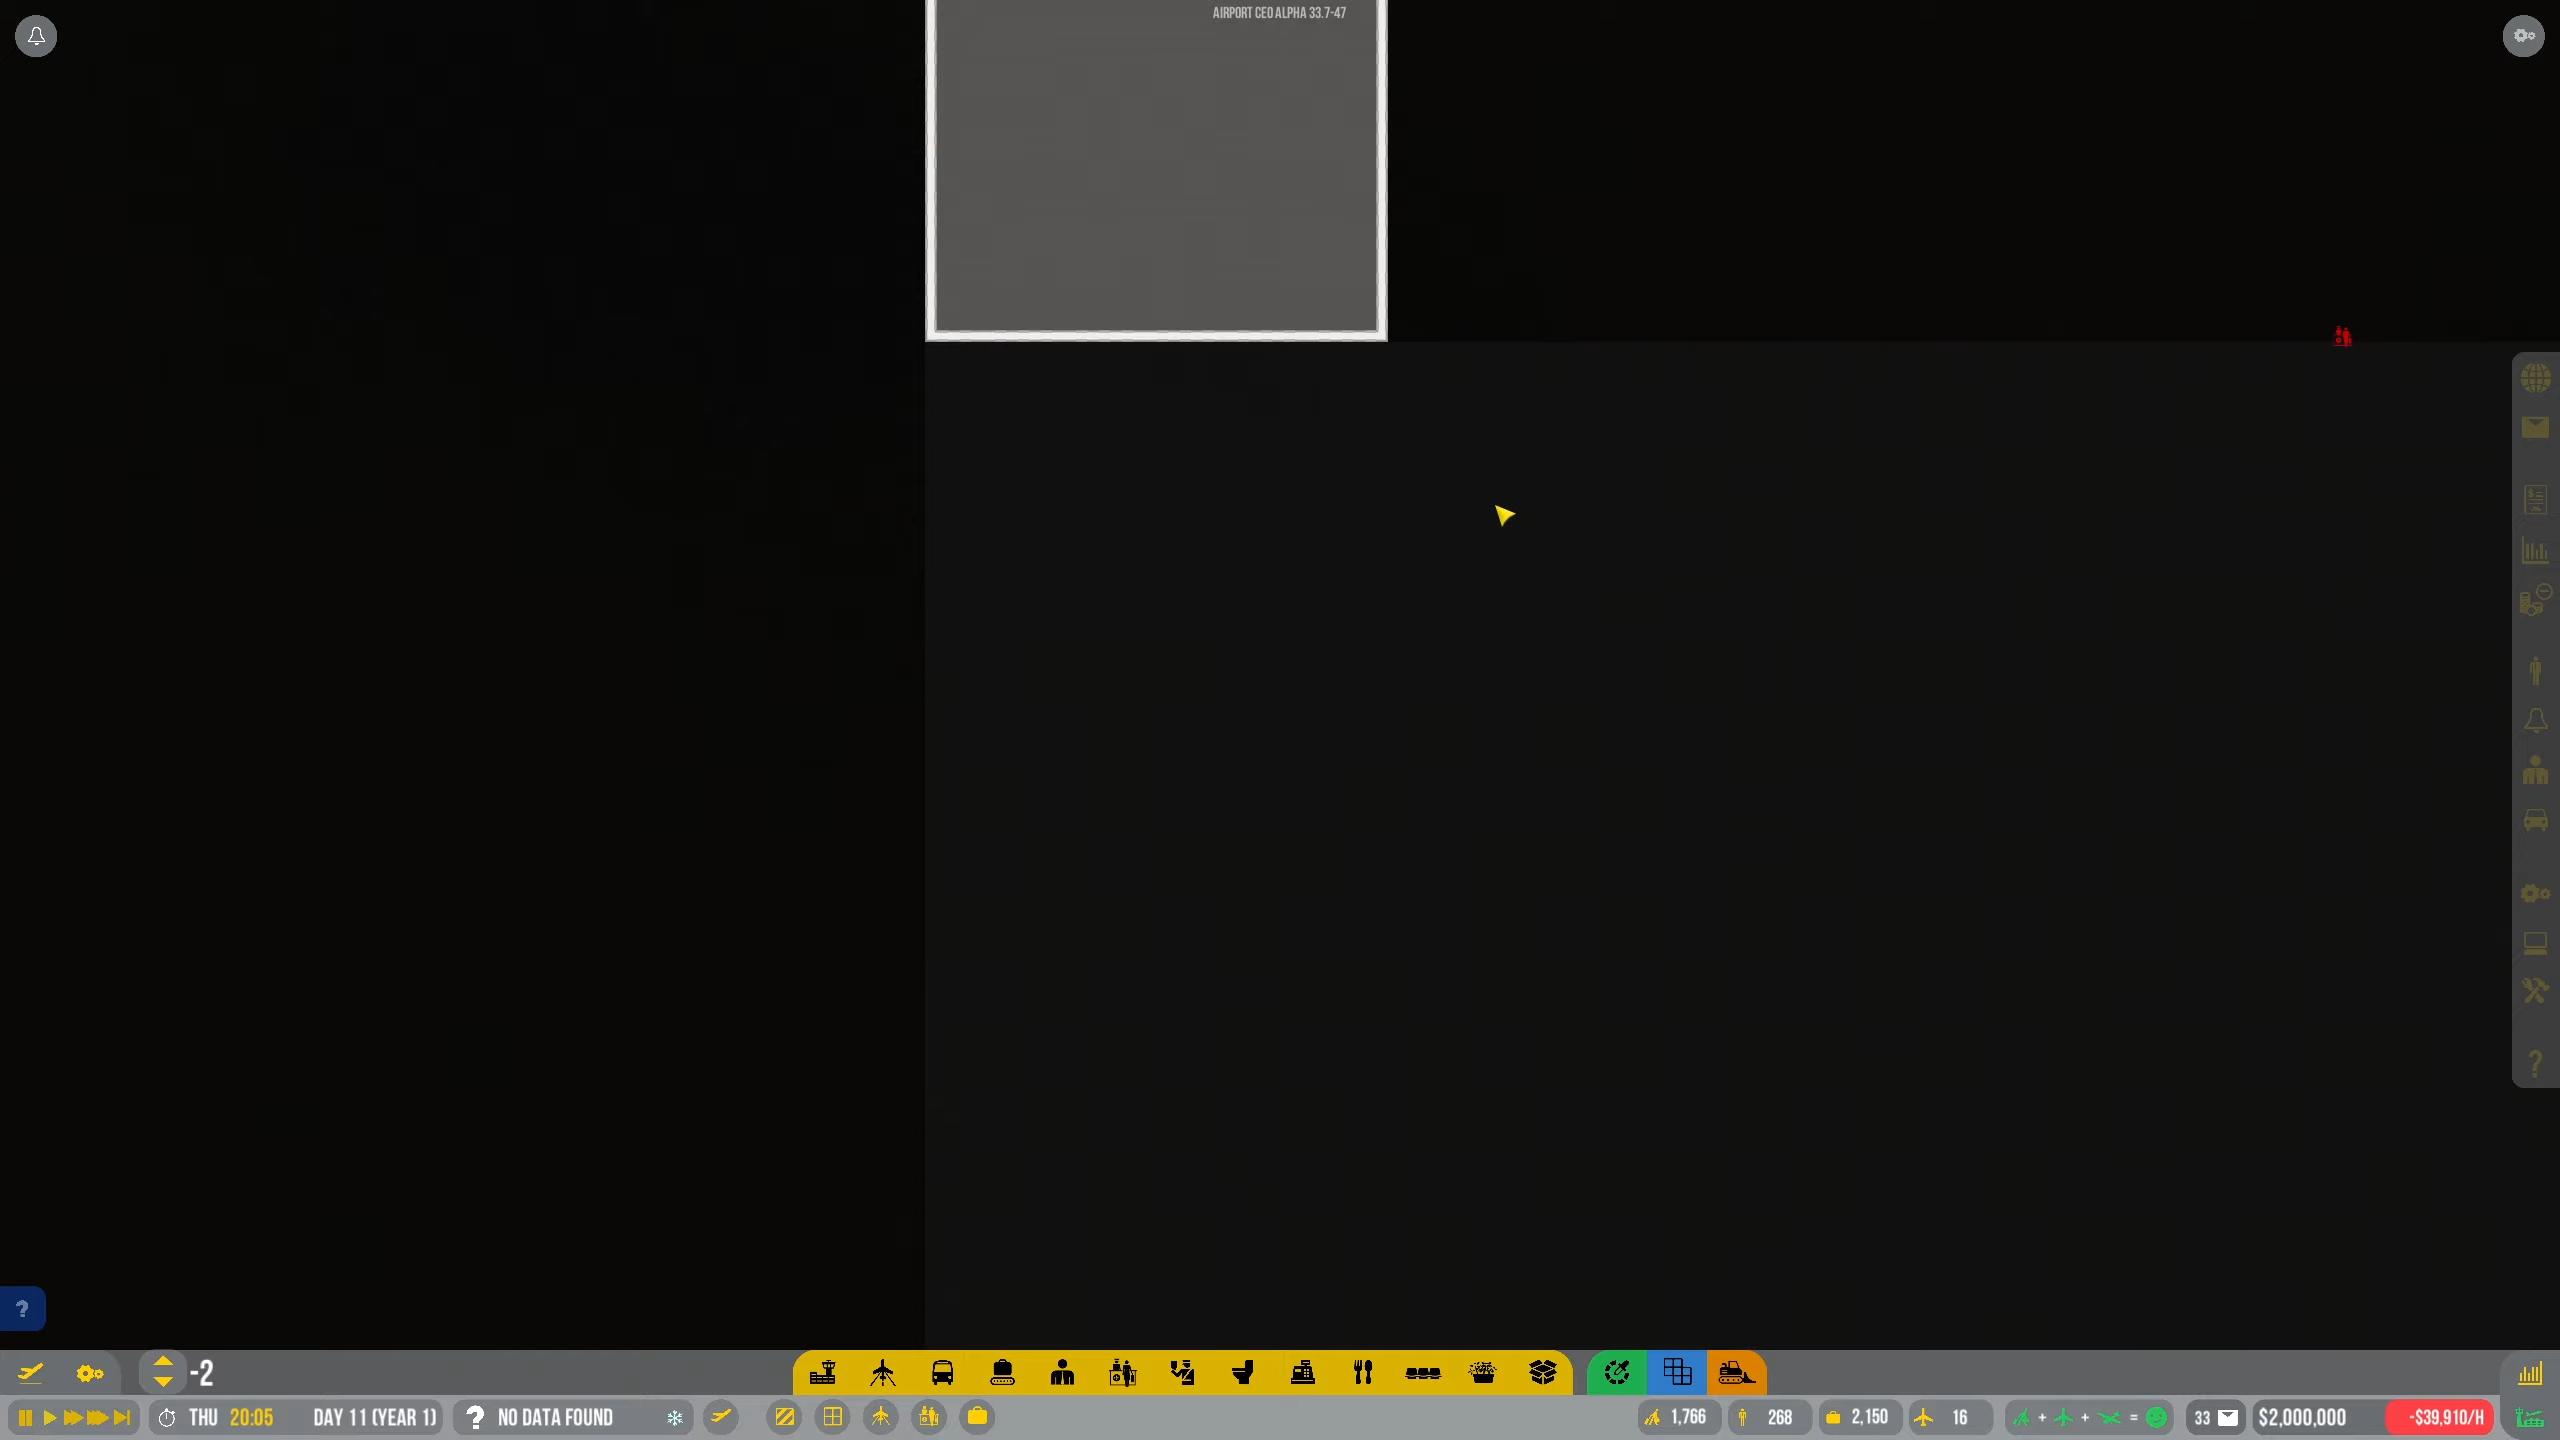 AIRPORT CEO ALPHA 33.7-47
?
?
-2
THU 20:05 DAY 11 (YEAR 1) ? NO DATA FOUND
1,766 268 2,150 16 + + = 33 $2,000,000 -$39,910/H